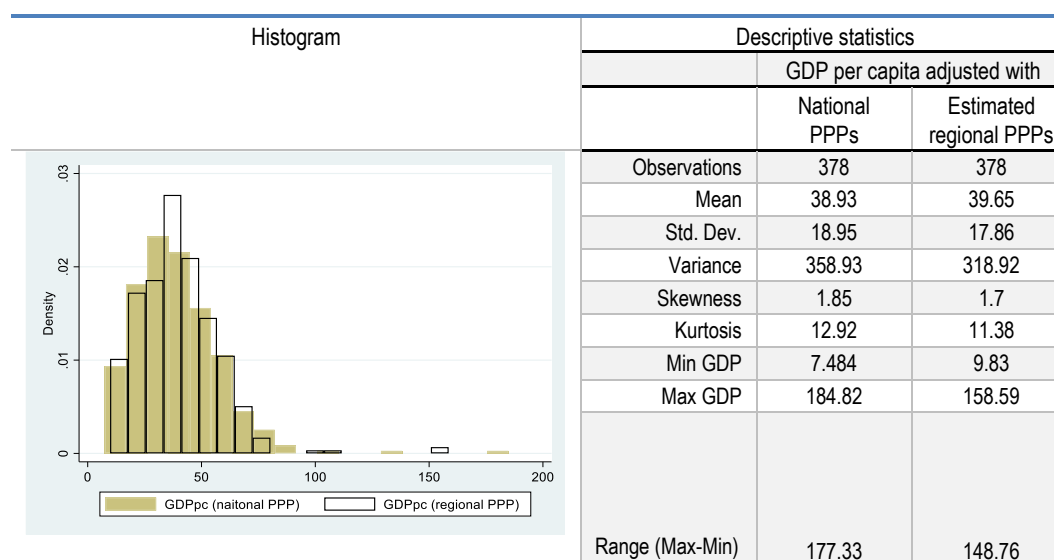 Histogram
Descriptive statistics
GDP per capita adjusted with
National
PPPs
Estimated
regional PPPs
Observations 378 378
Mean 38.93 39.65
Std. Dev. 18.95 17.86
Variance 358.93 318.92
Skewness 1.85 1.7
Kurtosis 12.92 11.38
Min GDP 7.484 9.83
Max GDP 184.82 158.59
Range (Max-Min) 177.33 148.76
Density
.03
.02
.01
0
0 50 100 150 200
GDPpc (naitonal PPP) GDPpc (regional PPP)